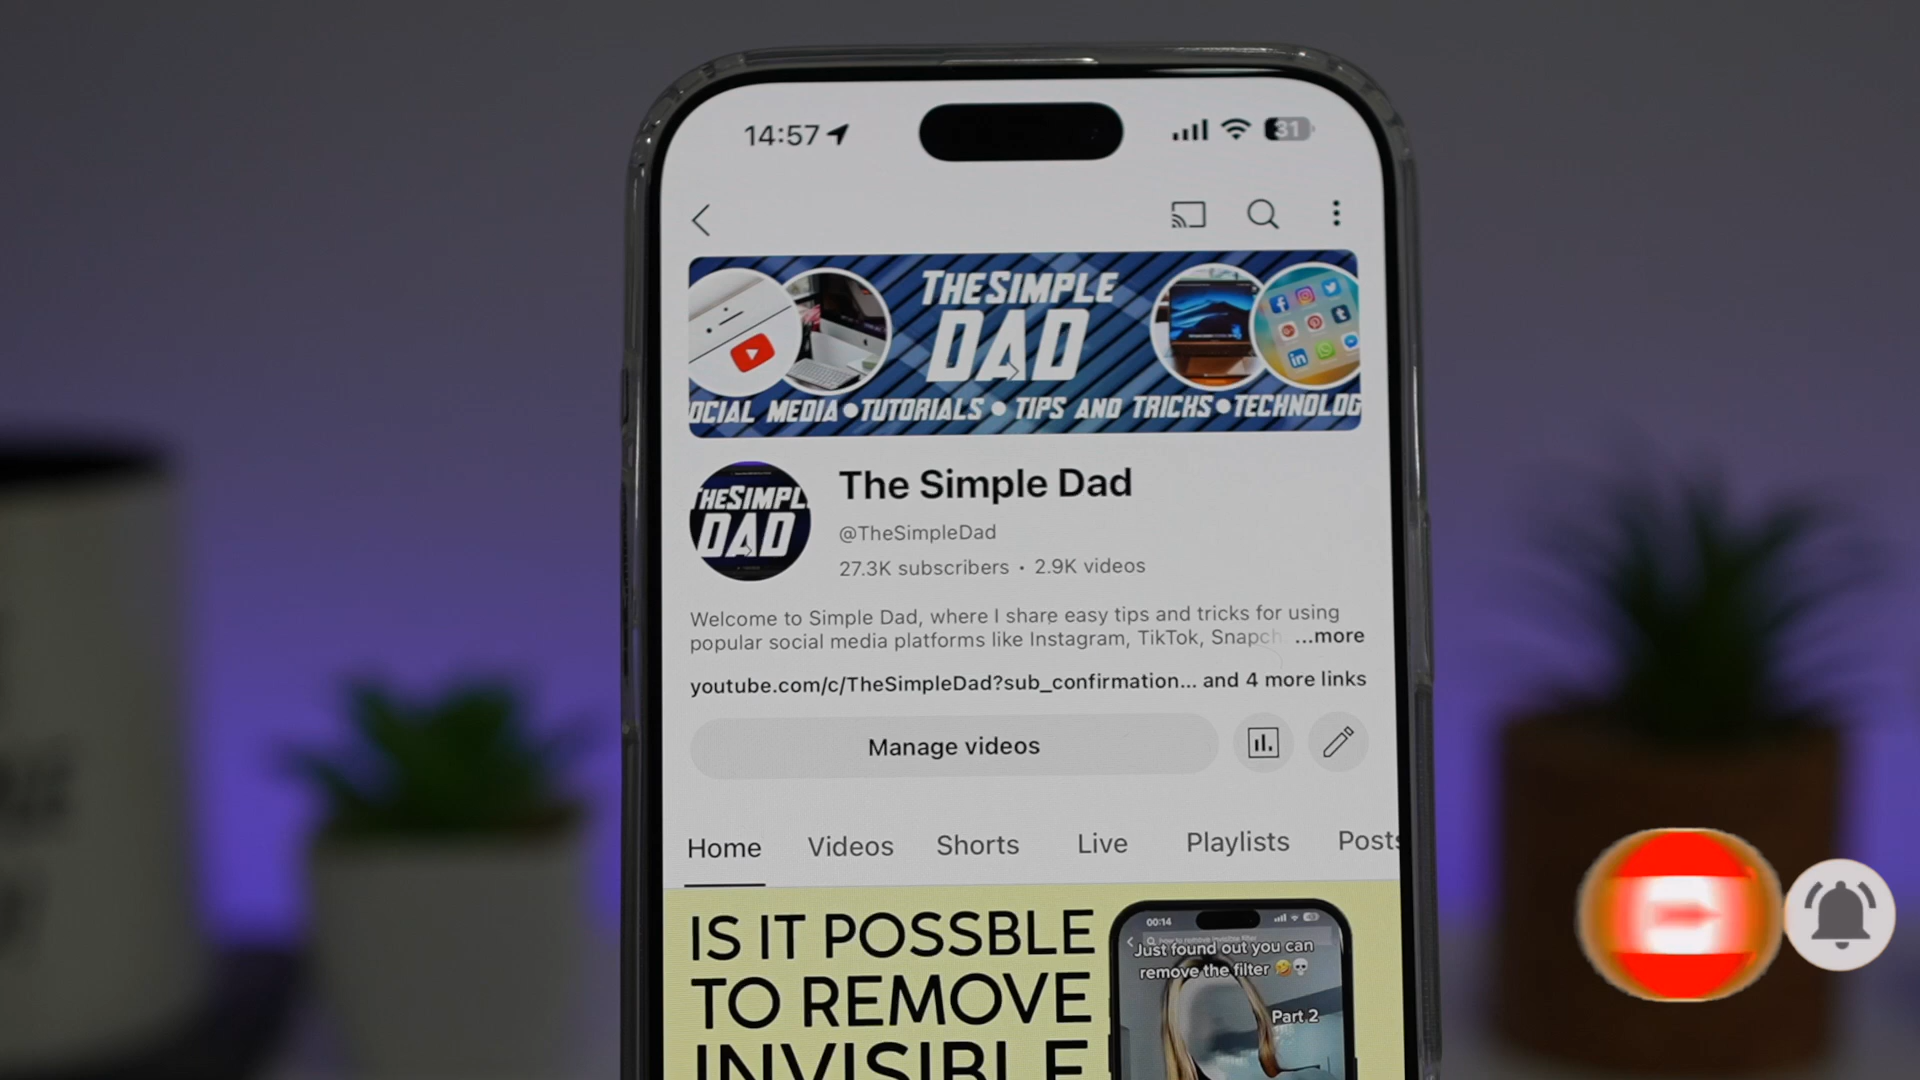 14:57
31
THE SIMPLE
DAD
OCIAL MEDIA • TUTORIALS • TIPS AND TRICKS • TECHNOLOG
HESIMPL
DAD
The Simple Dad
@TheSimpleDad
27.3K subscribers • 2.9K videos
Welcome to Simple Dad, where I share easy tips and tricks for using
popular social media platforms like Instagram, TikTok, Snapch ...more
youtube.com/c/TheSimpleDad?sub_confirmation... and 4 more links
Manage videos
Home Videos Shorts Live Playlists Posts
IS IT POSSBLE
TO REMOVE
INVISIBLE
00:14
Just found out you can
remove the filter 🤣💀
Part 2